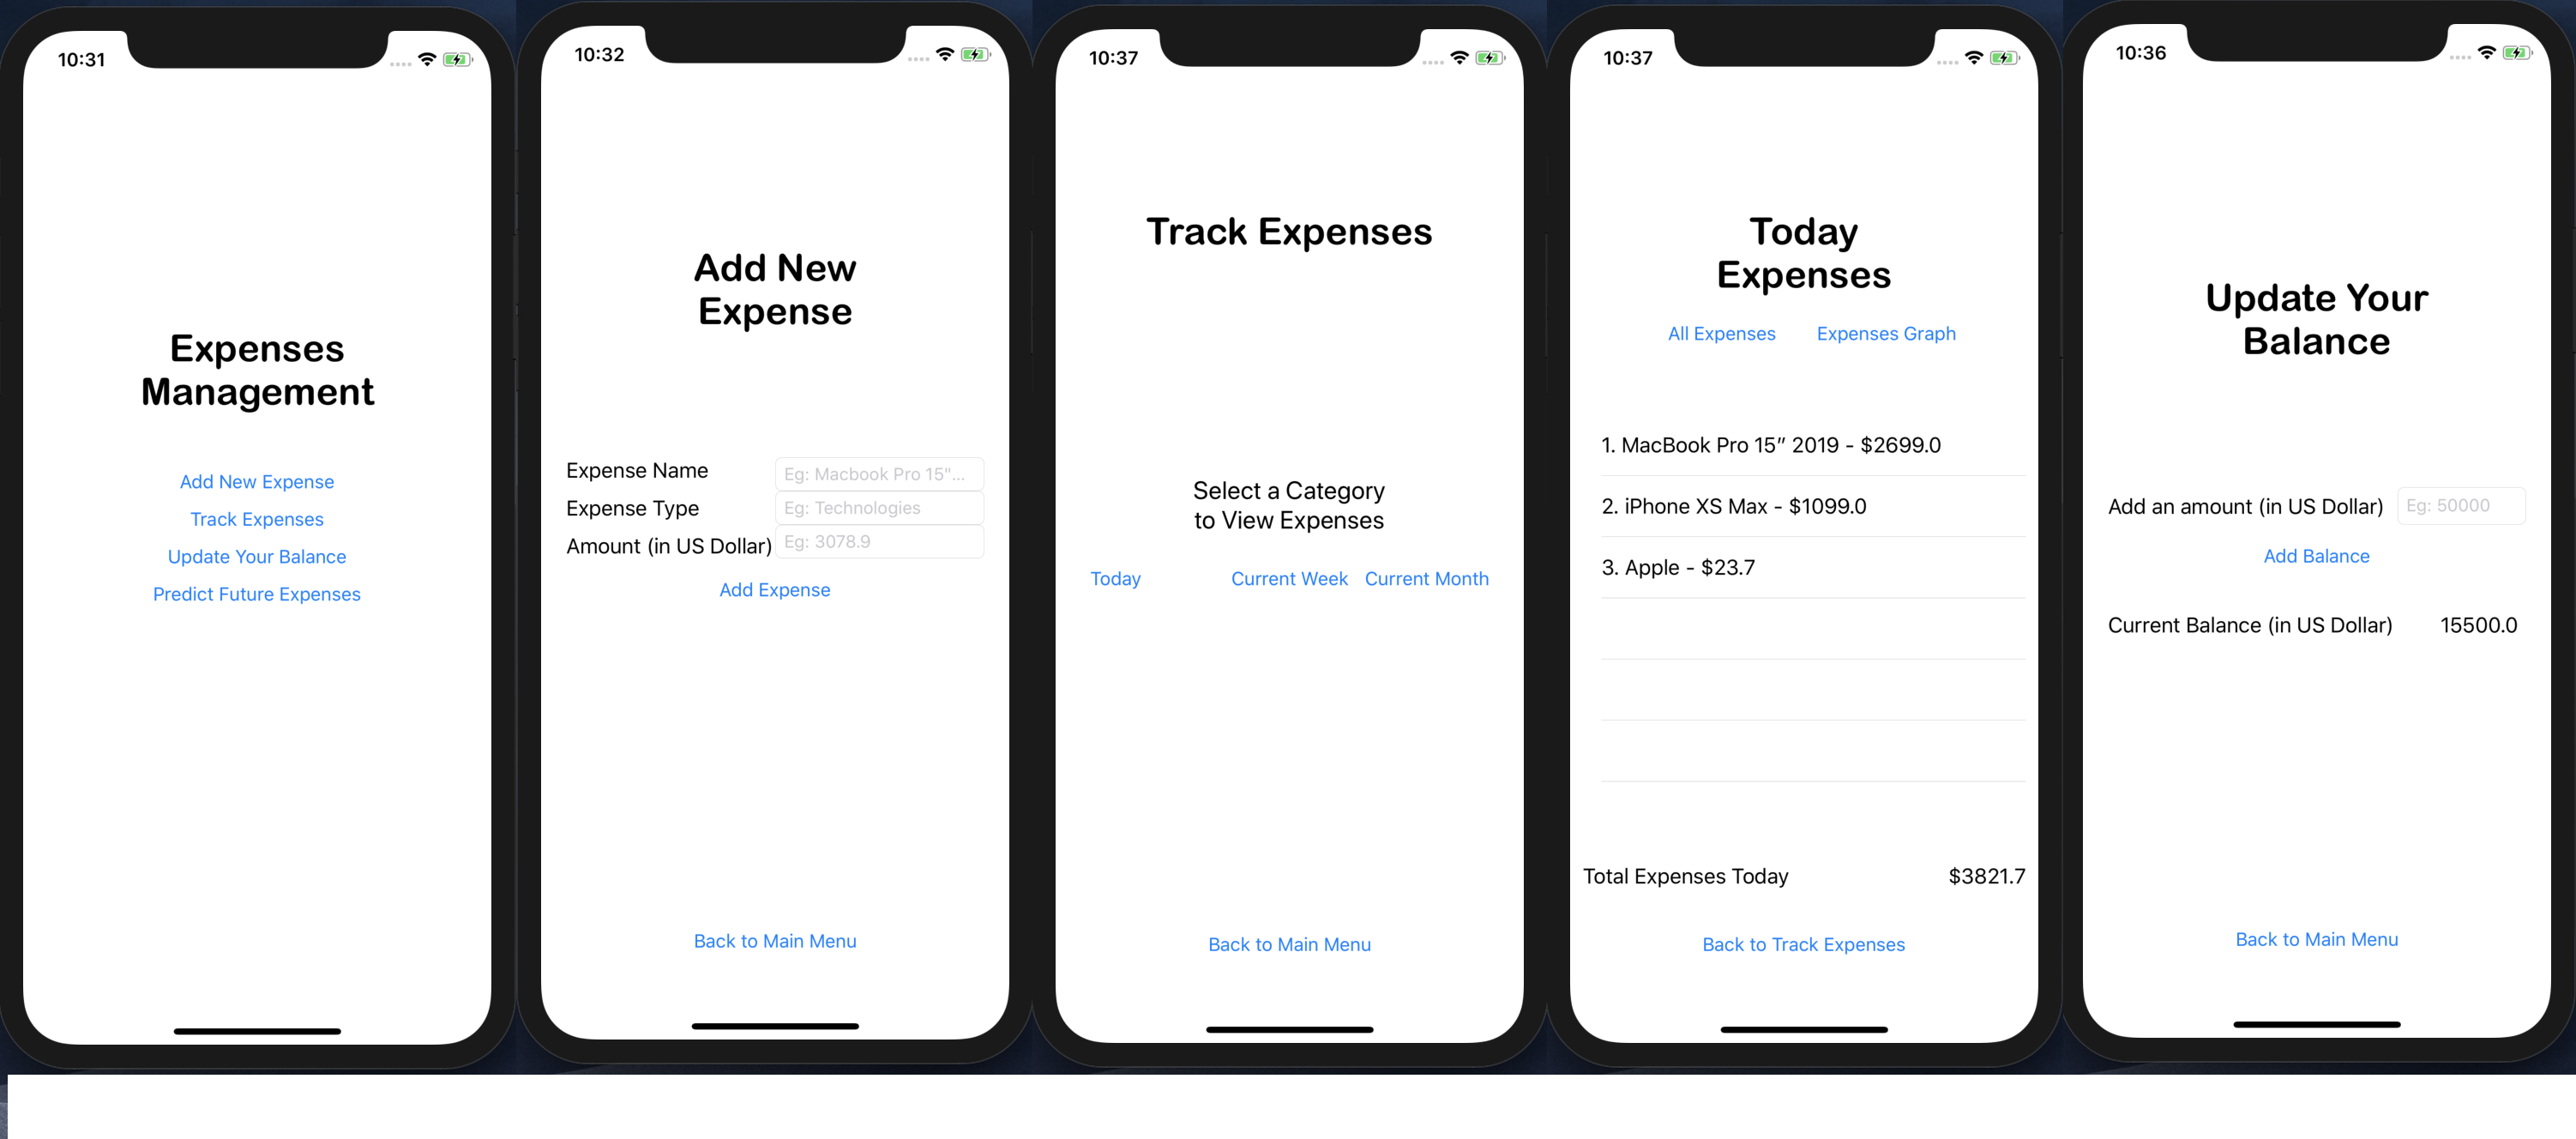 10:31
Expenses
Management
Add New Expense
Track Expenses
Update Your Balance
Predict Future Expenses
10:32
Add New
Expense
Expense Name
Eg: Macbook Pro 15"...
Expense Type
Eg: Technologies
Amount (in US Dollar)
Eg: 3078.9
Add Expense
Back to Main Menu
10:37
Track Expenses
Select a Category
to View Expenses
Today
Current Week
Current Month
Back to Main Menu
10:37
Today
Expenses
All Expenses
Expenses Graph
1. MacBook Pro 15” 2019 - $2699.0
2. iPhone XS Max - $1099.0
3. Apple - $23.7
Total Expenses Today
$3821.7
Back to Track Expenses
10:36
Update Your
Balance
Add an amount (in US Dollar)
Eg: 50000
Add Balance
Current Balance (in US Dollar)
15500.0
Back to Main Menu